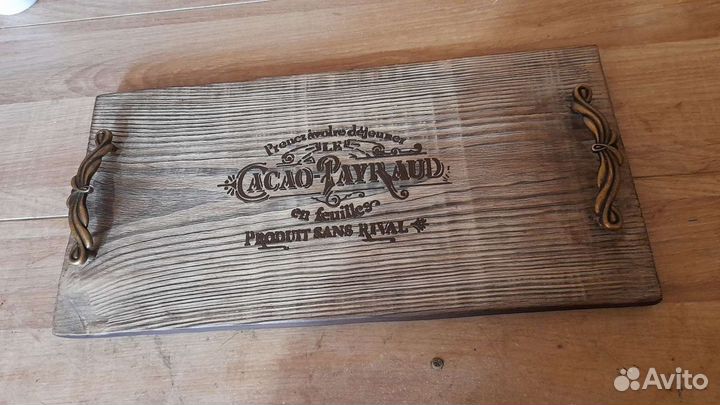 Prenez à votre déjeuner
LE
CACAO PAYRAUD
en feuilles
PRODUIT SANS RIVAL
Avito